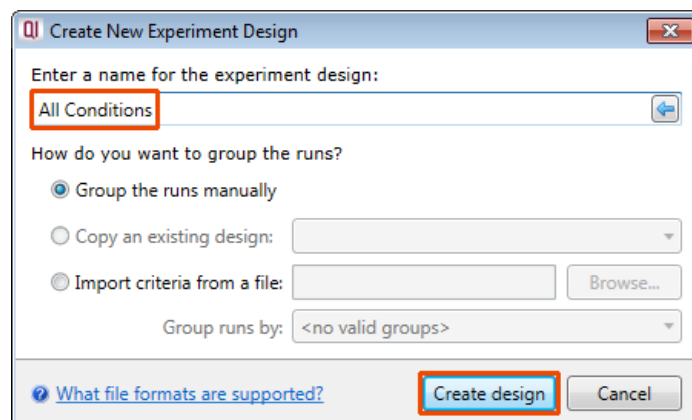 QI Create New Experiment Design
Enter a name for the experiment design:
All Conditions
How do you want to group the runs?
Group the runs manually
Copy an existing design:
Import criteria from a file:
Browse...
Group runs by: <no valid groups>
? What file formats are supported?
Create design
Cancel